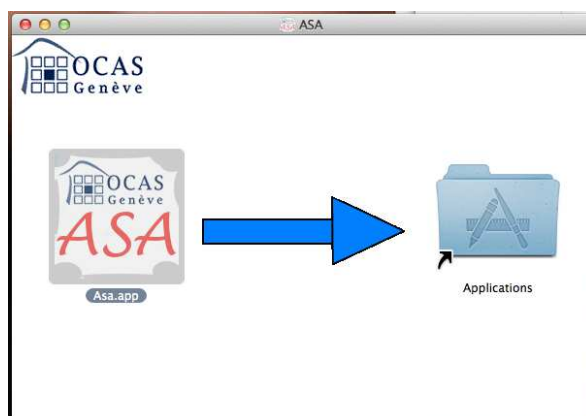 ASA
OCAS
Genève
OCAS
Genève
ASA
Asa.app
Applications